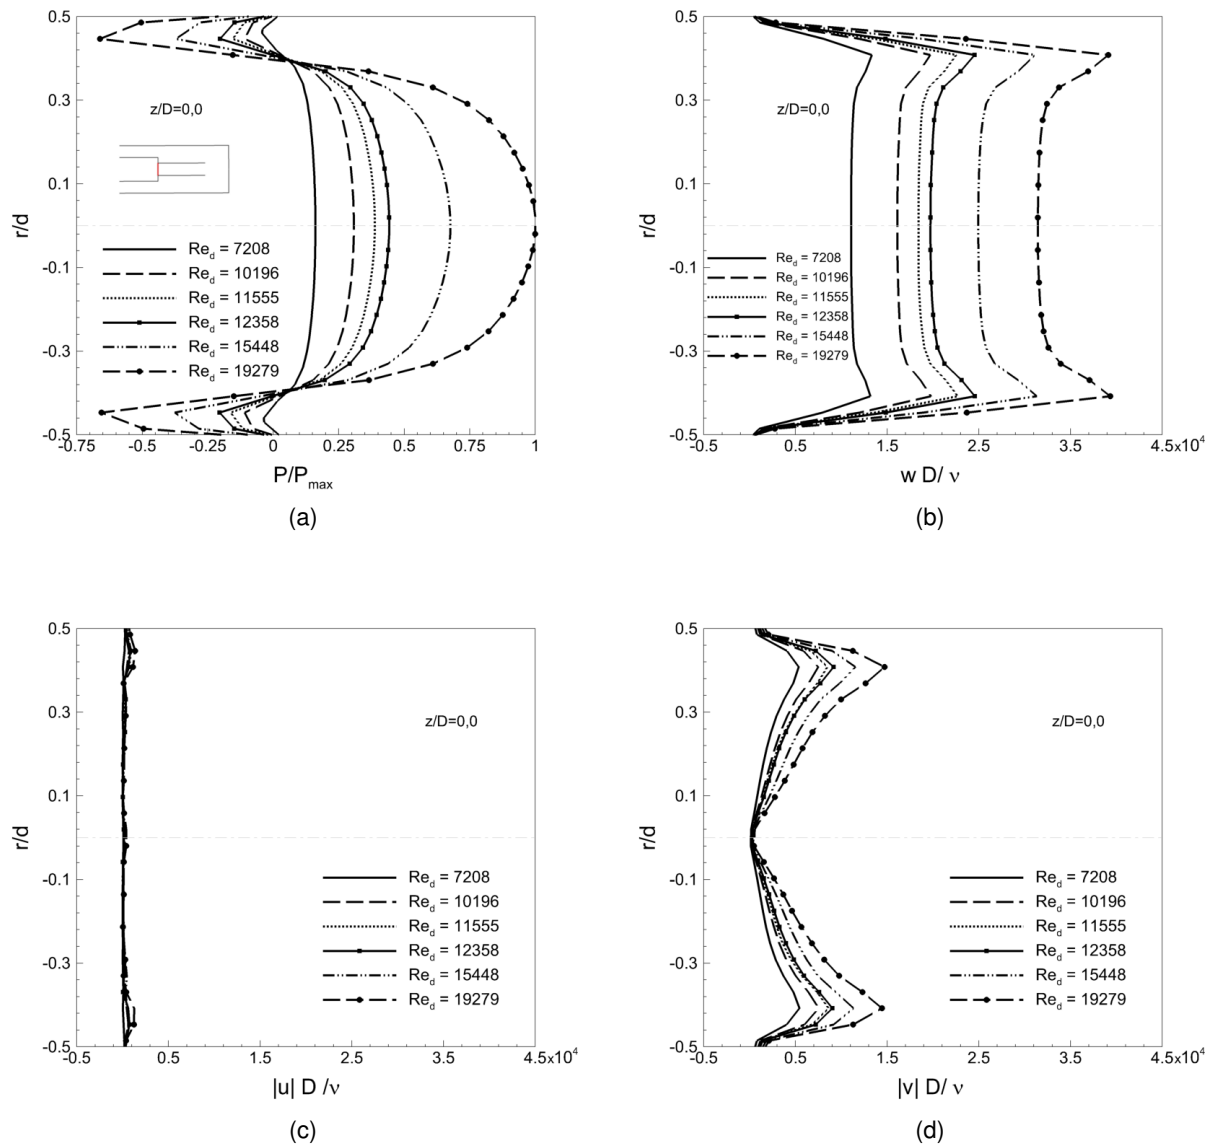 0.5
0.3
0.1
-0.1
-0.3
-0.5
r/d
z/D=0,0
Re_d = 7208
Re_d = 10196
Re_d = 11555
Re_d = 12358
Re_d = 15448
Re_d = 19279
-0.75 -0.5 -0.25 0 0.25 0.5 0.75 1
P/P_max
(a)
0.5
0.3
0.1
-0.1
-0.3
-0.5
r/d
z/D=0,0
Re_d = 7208
Re_d = 10196
Re_d = 11555
Re_d = 12358
Re_d = 15448
Re_d = 19279
-0.5 0.5 1.5 2.5 3.5 4.5x10⁴
w D/ ν
(b)
0.5
0.3
0.1
-0.1
-0.3
-0.5
r/d
z/D=0,0
Re_d = 7208
Re_d = 10196
Re_d = 11555
Re_d = 12358
Re_d = 15448
Re_d = 19279
-0.5 0.5 1.5 2.5 3.5 4.5x10⁴
|u| D /ν
(c)
0.5
0.3
0.1
-0.1
-0.3
-0.5
r/d
z/D=0,0
Re_d = 7208
Re_d = 10196
Re_d = 11555
Re_d = 12358
Re_d = 15448
Re_d = 19279
-0.5 0.5 1.5 2.5 3.5 4.5x10⁴
|v| D/ ν
(d)